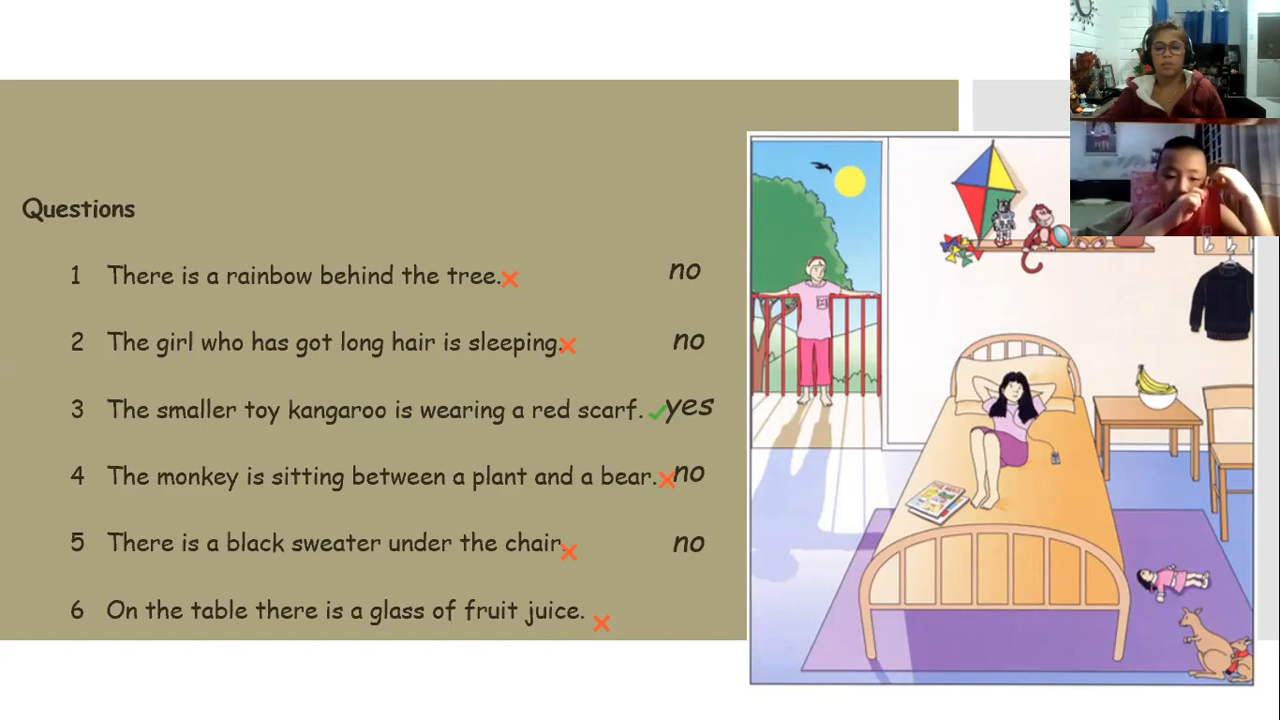 Questions
1 There is a rainbow behind the tree. no
2 The girl who has got long hair is sleeping. no
3 The smaller toy kangaroo is wearing a red scarf. yes
4 The monkey is sitting between a plant and a bear. no
5 There is a black sweater under the chair. no
6 On the table there is a glass of fruit juice.